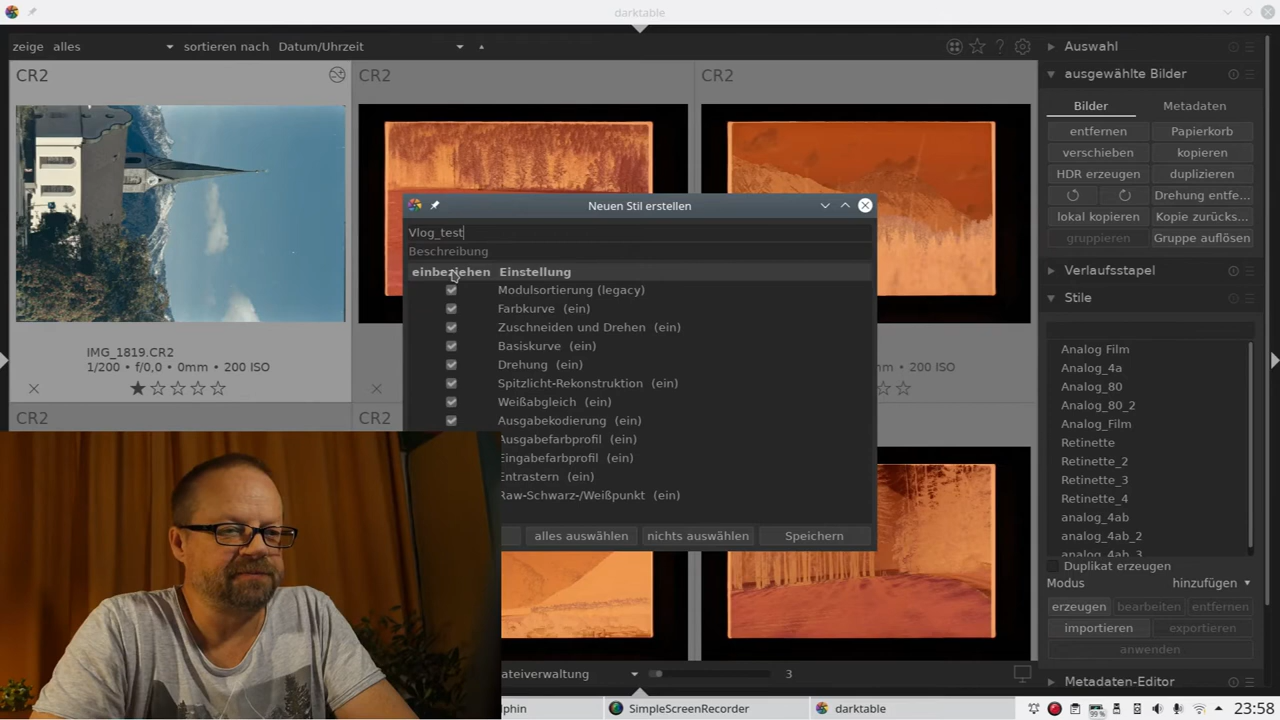 darktable
zeige alles sortieren nach Datum/Uhrzeit
CR2
CR2
CR2
IMG_1819.CR2
1/200 • f/0,0 • 0mm • 200 ISO
200 ISO
CR2
CR2
Neuen Stil erstellen
Vlog_test
Beschreibung
einbeziehen Einstellung
Modulsortierung (legacy)
Farbkurve (ein)
Zuschneiden und Drehen (ein)
Basiskurve (ein)
Drehung (ein)
Spitzlicht-Rekonstruktion (ein)
Weißabgleich (ein)
Ausgabekodierung (ein)
Ausgabefarbprofil (ein)
Eingabefarbprofil (ein)
Entrastern (ein)
Raw-Schwarz-/Weißpunkt (ein)
alles auswählen nichts auswählen Speichern
Auswahl
ausgewählte Bilder
Bilder Metadaten
entfernen Papierkorb
verschieben kopieren
HDR erzeugen duplizieren
Drehung entfe...
lokal kopieren Kopie zurücks...
gruppieren Gruppe auflösen
Verlaufsstapel
Stile
Analog Film
Analog_4a
Analog_80
Analog_80_2
Analog_Film
Retinette
Retinette_2
Retinette_3
Retinette_4
analog_4ab
analog_4ab_2
analog_4ab_3
Duplikat erzeugen
Modus hinzufügen
erzeugen bearbeiten entfernen
importieren exportieren
anwenden
Metadaten-Editor
ateiverwaltung 3
lphin SimpleScreenRecorder darktable 99 % 23:58